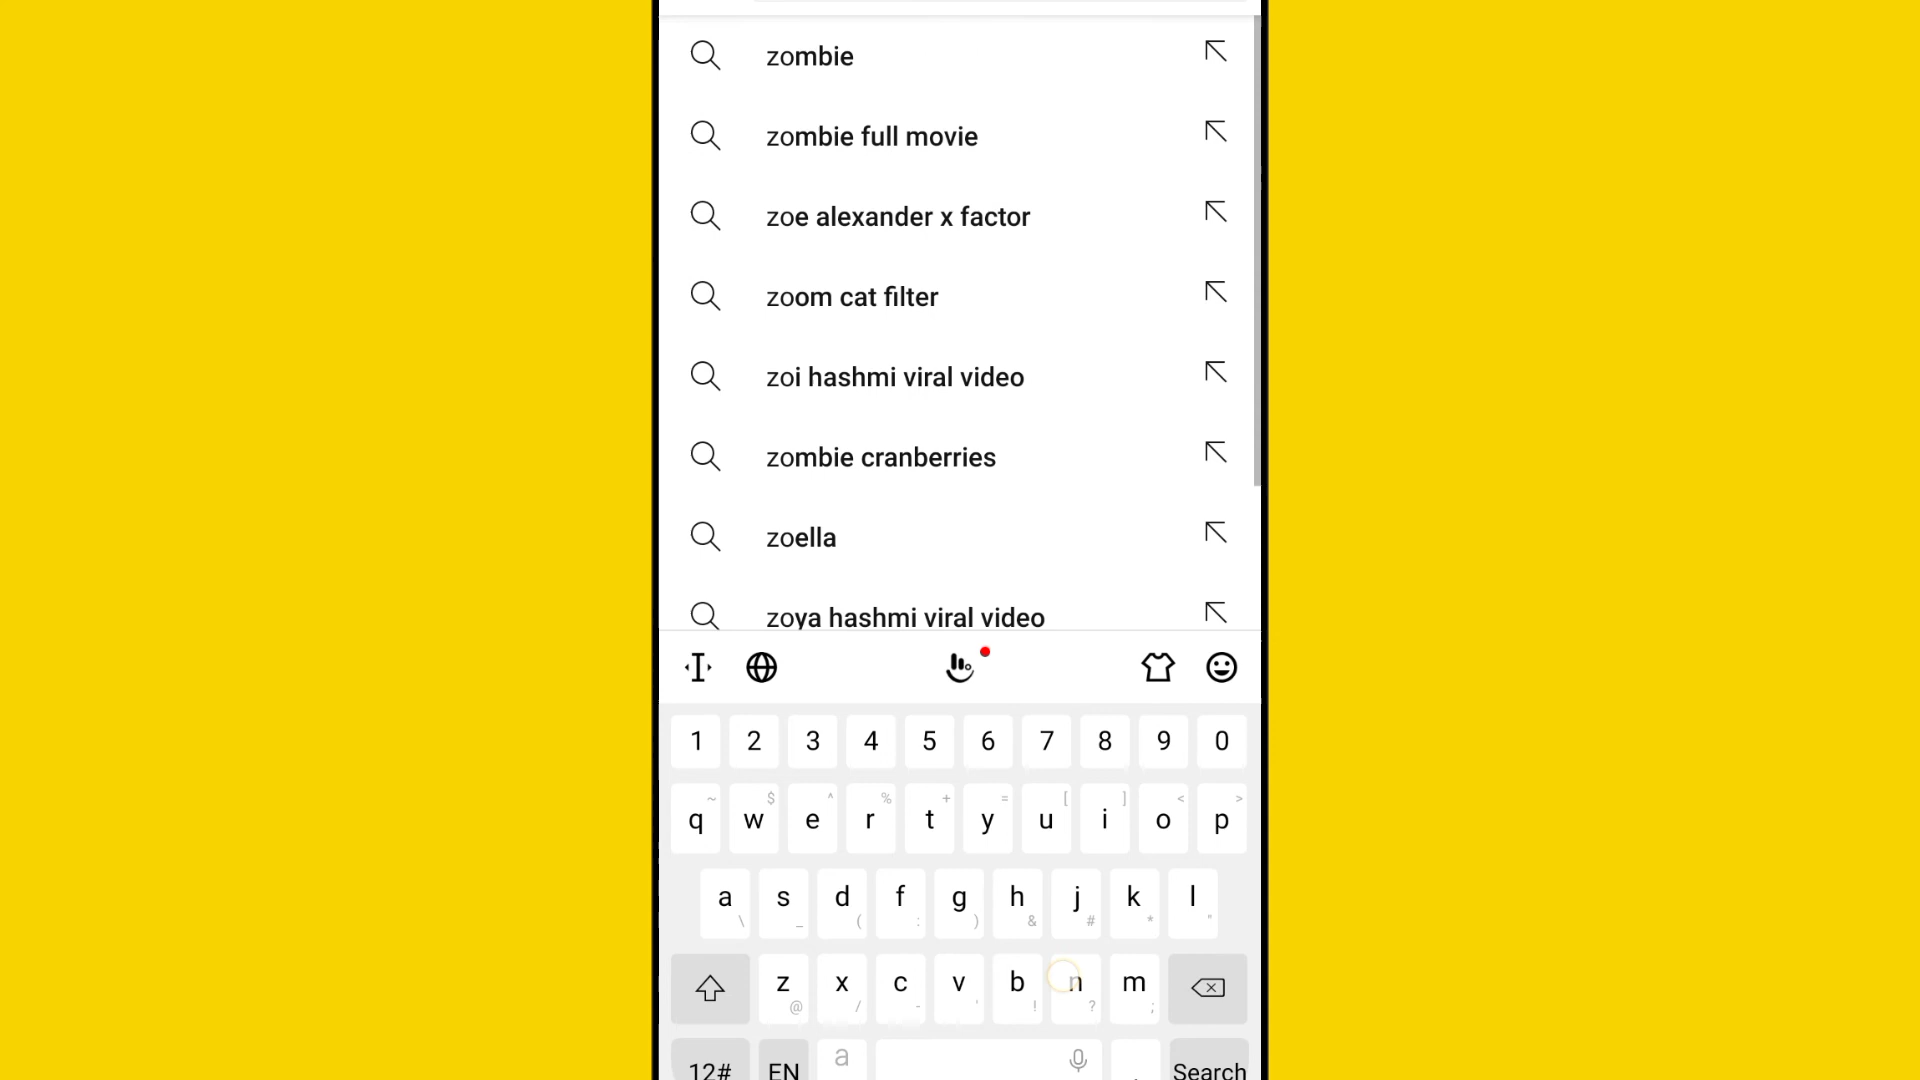 zombie
zombie full movie
zoe alexander x factor
zoom cat filter
zoi hashmi viral video
zombie cranberries
zoella
zoya hashmi viral video
1 2 3 4 5 6 7 8 9 0
~ $ ^ % + = [ ] < >
q w e r t y u i o p
a s d f g h j k l
\ _ ( : ) & # * "
z x c v b n m
@ / - ' ! ? ;
12# EN a Search